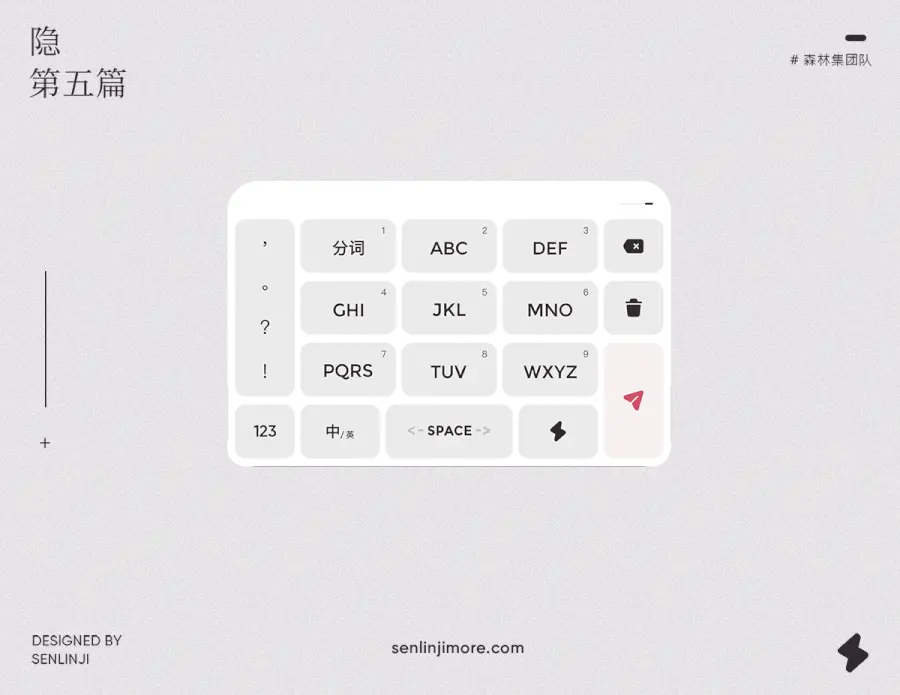 隐
第五篇
# 森林集团队
，
。
？
！
分词 1
ABC 2
DEF 3
GHI 4
JKL 5
MNO 6
PQRS 7
TUV 8
WXYZ 9
123
中/英
<- SPACE ->
DESIGNED BY
SENLINJI
senlinjimore.com